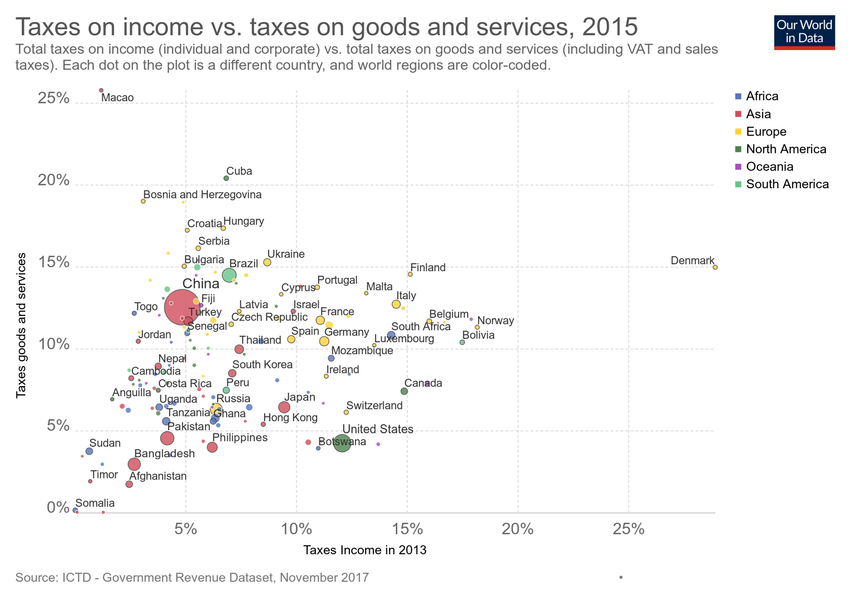 Taxes on income vs. taxes on goods and services, 2015
Total taxes on income (individual and corporate) vs. total taxes on goods and services (including VAT and sales
taxes). Each dot on the plot is a different country, and world regions are color-coded.
Our World
in Data
25%
Macao
Africa
Asia
Europe
North America
Oceania
South America
Cuba
20%
Bosnia and Herzegovina
Croatia
Hungary
Serbia
Ukraine
15%
Bulgaria
Brazil
Finland
Denmark
China
Cyprus
Portugal
Malta
Togo
Fiji
Latvia
Israel
Italy
Turkey
Czech Republic
France
Belgium
Norway
Senegal
Jordan
Spain
Germany
South Africa
Bolivia
10%
Thailand
Luxembourg
Mozambique
Nepal
South Korea
Cambodia
Ireland
Costa Rica
Peru
Canada
Anguilla
Uganda
Russia
Japan
Switzerland
Tanzania
Ghana
Hong Kong
5%
Pakistan
United States
Sudan
Philippines
Botswana
Bangladesh
Timor
Afghanistan
Somalia
0%
5%
10%
15%
20%
25%
Taxes goods and services
Taxes Income in 2013
Source: ICTD - Government Revenue Dataset, November 2017